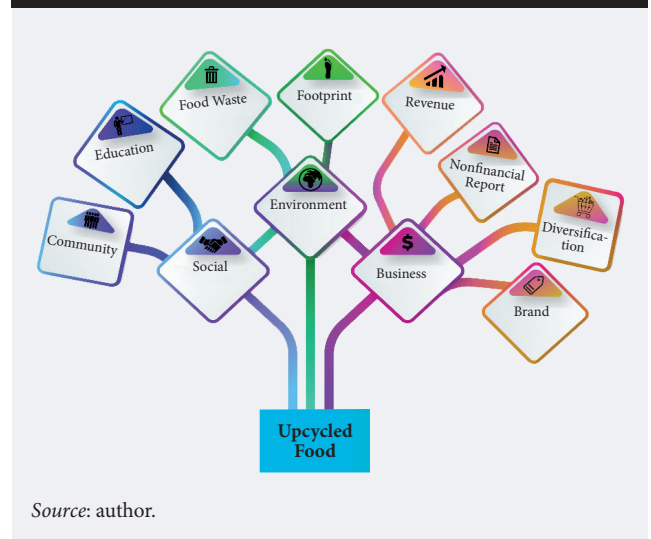 Food Waste
Footprint
Revenue
Education
Nonfinancial
Report
Community
Social
Environment
Business
$
Diversifica-
tion
Brand
Upcycled
Food
Source: author.